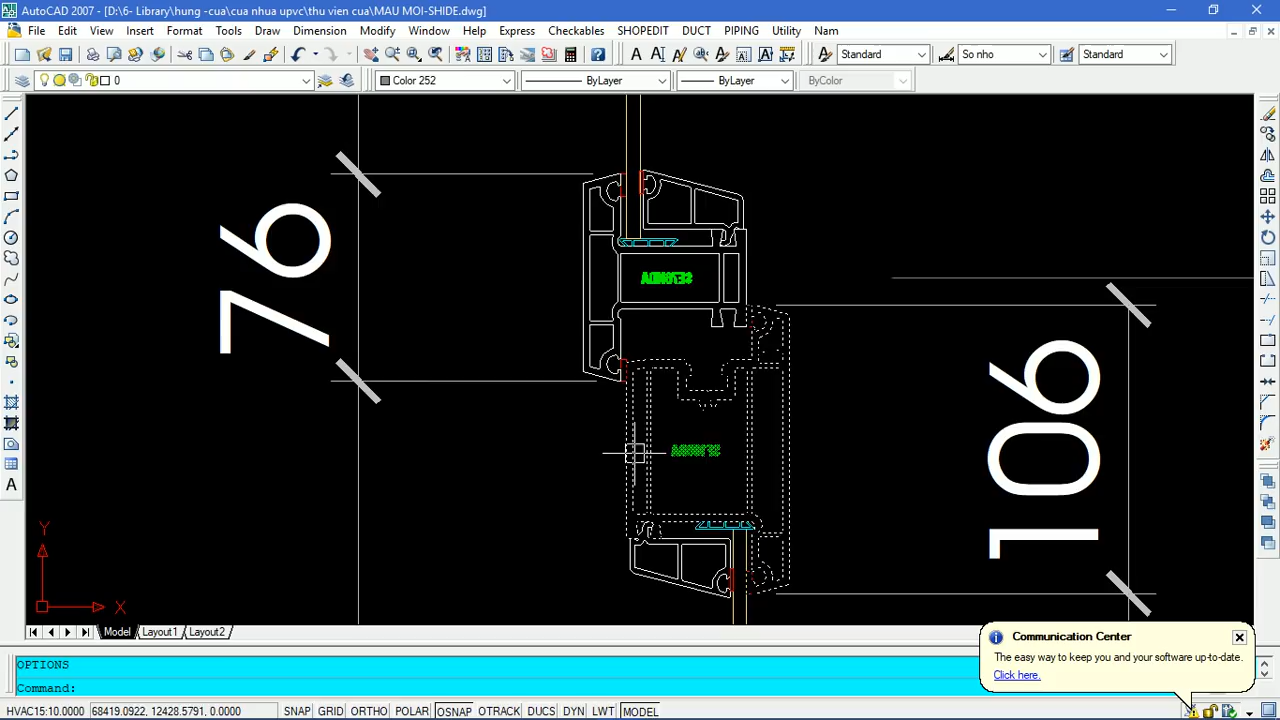 AutoCAD 2007 - [D:\6- Library\hung -cua\cua nhua upvc\thu vien cua\MAU MOI-SHIDE.dwg]
File Edit View Insert Format Tools Draw Dimension Modify Window Help Express Checkables SHOPEDIT DUCT PIPING Utility Nam
A Standard So nho Standard
0 Color 252 ByLayer ByLayer ByColor
76
106
Y
X
A
Model Layout1 Layout2
Communication Center
The easy way to keep you and your software up-to-date.
Click here.
OPTIONS
Command:
HVAC15:10.0000 68419.0922, 12428.5791, 0.0000 SNAP GRID ORTHO POLAR OSNAP OTRACK DUCS DYN LWT MODEL